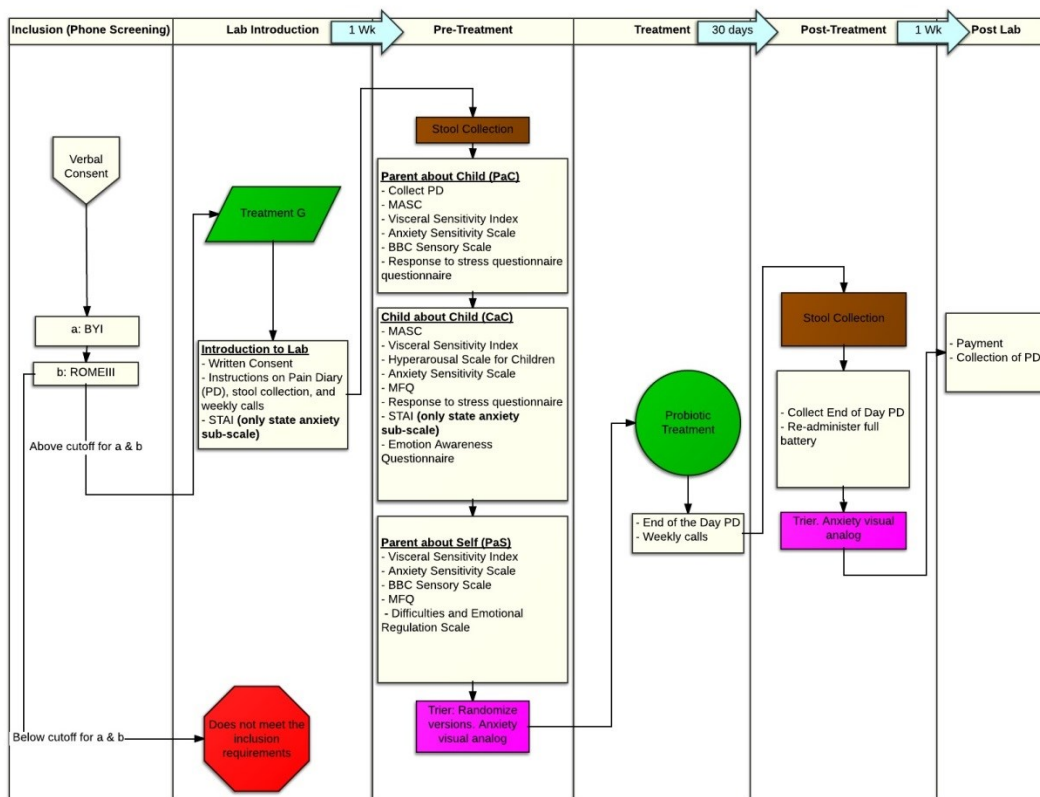 Inclusion (Phone Screening)
Lab Introduction
1 Wk
Pre-Treatment
Treatment
30 days
Post-Treatment
1 Wk
Post Lab
Verbal
Consent
a: BYI
b: ROMEIII
Above cutoff for a & b
Below cutoff for a & b
Treatment G
Introduction to Lab
- Written Consent
- Instructions on Pain Diary
(PD), stool collection, and
weekly calls
- STAI (only state anxiety
sub-scale)
Does not meet the
inclusion
requirements
Stool Collection
Parent about Child (PaC)
- Collect PD
- MASC
- Visceral Sensitivity Index
- Anxiety Sensitivity Scale
- BBC Sensory Scale
- Response to stress questionnaire
questionnaire
Child about Child (CaC)
- MASC
- Visceral Sensitivity Index
- Hyperarousal Scale for Children
- Anxiety Sensitivity Scale
- MFQ
- Response to stress questionnaire
- STAI (only state anxiety
sub-scale)
- Emotion Awareness
Questionnaire
Parent about Self (PaS)
- Visceral Sensitivity Index
- Anxiety Sensitivity Scale
- BBC Sensory Scale
- MFQ
- Difficulties and Emotional
Regulation Scale
Trier: Randomize
versions. Anxiety
visual analog
Probiotic
Treatment
- End of the Day PD
- Weekly calls
Stool Collection
- Collect End of Day PD
- Re-administer full
battery
Trier. Anxiety visual
analog
- Payment
- Collection of PD